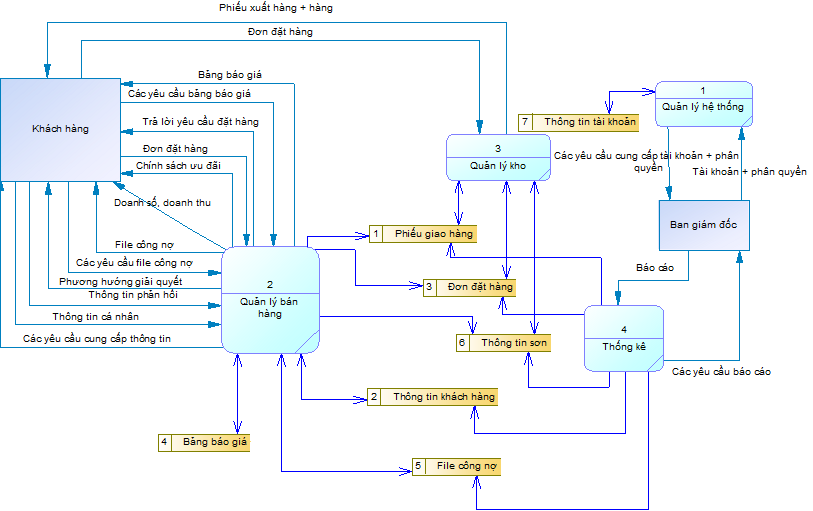 Phiếu xuất hàng + hàng
Đơn đặt hàng
Bảng báo giá
Các yêu cầu bảng báo giá
Khách hàng
Trả lời yêu cầu đặt hàng
Đơn đặt hàng
Chính sách ưu đãi
Doanh số, doanh thu
File công nợ
Các yêu cầu file công nợ
Phương hướng giải quyết
Thông tin phản hồi
Thông tin cá nhân
Các yêu cầu cung cấp thông tin
1
Quản lý hệ thống
7 Thông tin tài khoản
3
Quản lý kho
Các yêu cầu cung cấp tài khoản + phân
quyền
Tài khoản + phân quyền
Ban giám đốc
1 Phiếu giao hàng
Báo cáo
2
Quản lý bán
hàng
3 Đơn đặt hàng
4
Thống kê
6 Thông tin sơn
Các yêu cầu báo cáo
2 Thông tin khách hàng
4 Bảng báo giá
5 File công nợ